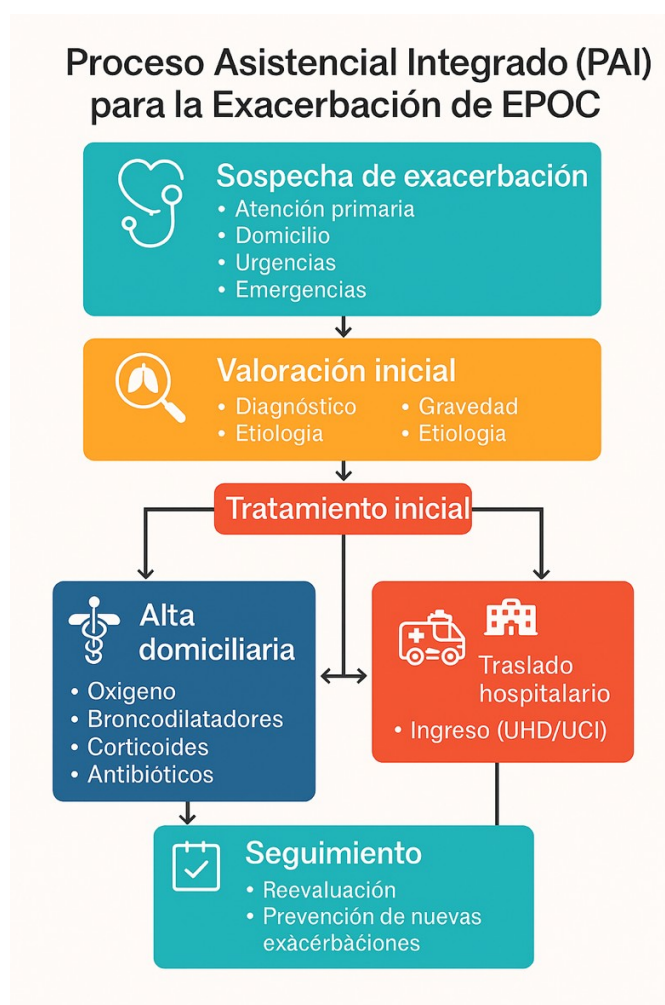 Proceso Asistencial Integrado (PAI)
para la Exacerbación de EPOC
Sospecha de exacerbación
• Atención primaria
• Domicilio
• Urgencias
• Emergencias
Valoración inicial
• Diagnóstico
• Etiologia
• Gravedad
• Etiologia
Tratamiento inicial
Alta
domiciliaria
• Oxigeno
• Broncodilatadores
• Corticoides
• Antibióticos
Traslado
hospitalario
• Ingreso (UHD/UCI)
Seguimiento
• Reevaluación
• Prevención de nuevas
exàcérbàćiones